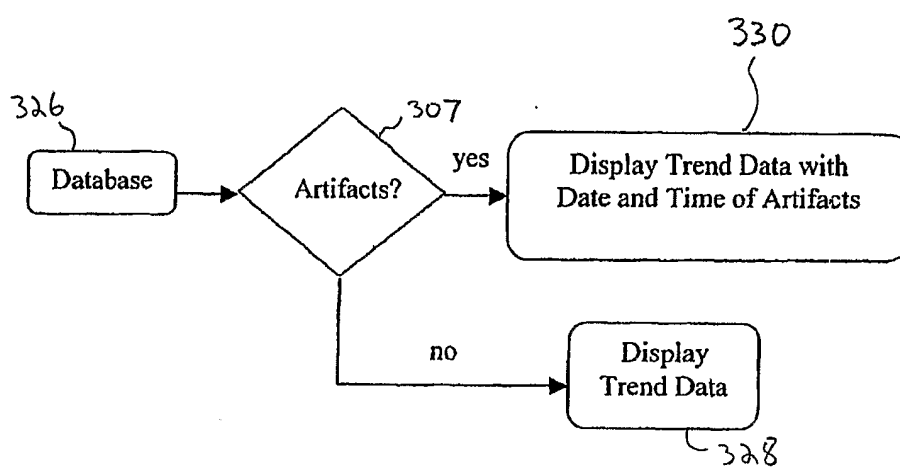 330
326
307
yes
Database
Artifacts?
Display Trend Data with
Date and Time of Artifacts
no
Display
Trend Data
328